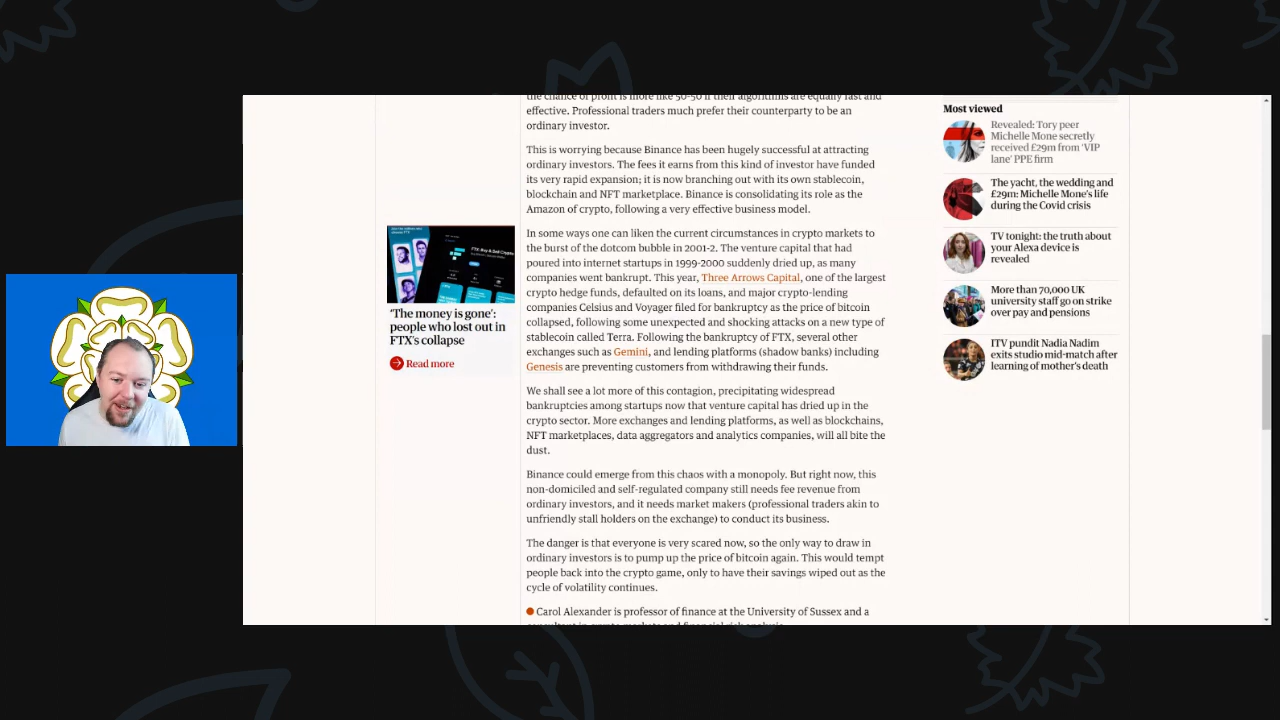 the chance of profit is more like 50-50 if their algorithms are equally fast and
effective. Professional traders much prefer their counterparty to be an
ordinary investor.
This is worrying because Binance has been hugely successful at attracting
ordinary investors. The fees it earns from this kind of investor have funded
its very rapid expansion; it is now branching out with its own stablecoin,
blockchain and NFT marketplace. Binance is consolidating its role as the
Amazon of crypto, following a very effective business model.
In some ways one can liken the current circumstances in crypto markets to
the burst of the dotcom bubble in 2001-2. The venture capital that had
poured into internet startups in 1999-2000 suddenly dried up, as many
companies went bankrupt. This year, Three Arrows Capital, one of the largest
crypto hedge funds, defaulted on its loans, and major crypto-lending
companies Celsius and Voyager filed for bankruptcy as the price of bitcoin
collapsed, following some unexpected and shocking attacks on a new type of
stablecoin called Terra. Following the bankruptcy of FTX, several other
exchanges such as Gemini, and lending platforms (shadow banks) including
Genesis are preventing customers from withdrawing their funds.
We shall see a lot more of this contagion, precipitating widespread
bankruptcies among startups now that venture capital has dried up in the
crypto sector. More exchanges and lending platforms, as well as blockchains,
NFT marketplaces, data aggregators and analytics companies, will all bite the
dust.
Binance could emerge from this chaos with a monopoly. But right now, this
non-domiciled and self-regulated company still needs fee revenue from
ordinary investors, and it needs market makers (professional traders akin to
unfriendly stall holders on the exchange) to conduct its business.
The danger is that everyone is very scared now, so the only way to draw in
ordinary investors is to pump up the price of bitcoin again. This would tempt
people back into the crypto game, only to have their savings wiped out as the
cycle of volatility continues.
Carol Alexander is professor of finance at the University of Sussex and a
‘The money is gone’:
people who lost out in
FTX’s collapse
Read more
Most viewed
Revealed: Tory peer
Michelle Mone secretly
received £29m from ‘VIP
lane’ PPE firm
The yacht, the wedding and
£29m: Michelle Mone’s life
during the Covid crisis
TV tonight: the truth about
your Alexa device is
revealed
More than 70,000 UK
university staff go on strike
over pay and pensions
ITV pundit Nadia Nadim
exits studio mid-match after
learning of mother’s death